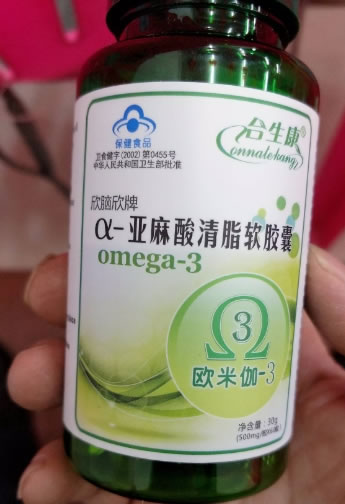 合生康®
onnalekang
保健食品
卫食健字(2002)第0455号
中华人民共和国卫生部批准
欣脑欣牌
α-亚麻酸清脂软胶囊
omega-3
3
欧米伽-3
净含量：30g